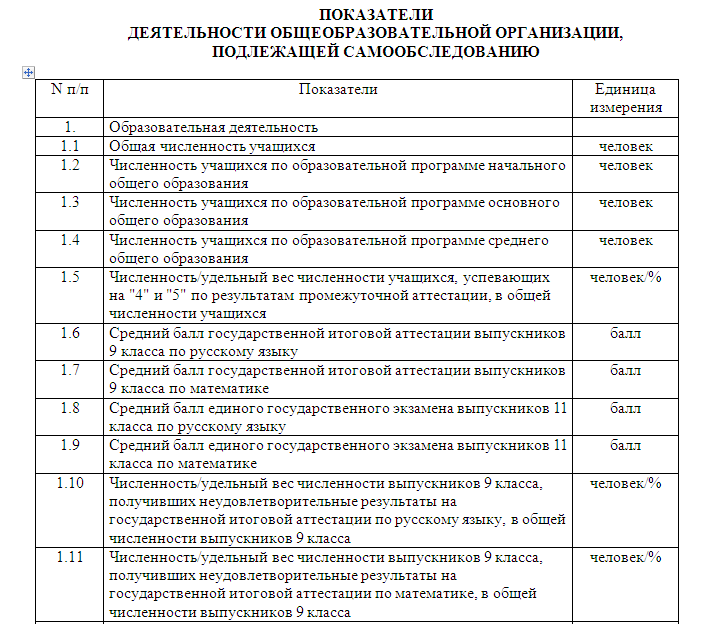 ПОКАЗАТЕЛИ
ДЕЯТЕЛЬНОСТИ ОБЩЕОБРАЗОВАТЕЛЬНОЙ ОРГАНИЗАЦИИ,
ПОДЛЕЖАЩЕЙ САМООБСЛЕДОВАНИЮ
N п/п Показатели Единица
измерения
1. Образовательная деятельность
1.1 Общая численность учащихся человек
1.2 Численность учащихся по образовательной программе начального человек
общего образования
1.3 Численность учащихся по образовательной программе основного человек
общего образования
1.4 Численность учащихся по образовательной программе среднего человек
общего образования
1.5 Численность/удельный вес численности учащихся, успевающих человек/%
на "4" и "5" по результатам промежуточной аттестации, в общей
численности учащихся
1.6 Средний балл государственной итоговой аттестации выпускников балл
9 класса по русскому языку
1.7 Средний балл государственной итоговой аттестации выпускников балл
9 класса по математике
1.8 Средний балл единого государственного экзамена выпускников 11 балл
класса по русскому языку
1.9 Средний балл единого государственного экзамена выпускников 11 балл
класса по математике
1.10 Численность/удельный вес численности выпускников 9 класса, человек/%
получивших неудовлетворительные результаты на
государственной итоговой аттестации по русскому языку, в общей
численности выпускников 9 класса
1.11 Численность/удельный вес численности выпускников 9 класса, человек/%
получивших неудовлетворительные результаты на
государственной итоговой аттестации по математике, в общей
численности выпускников 9 класса